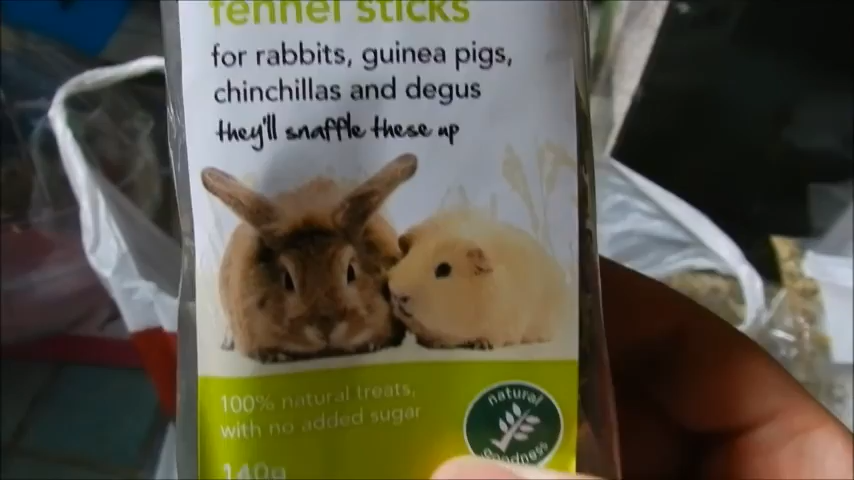 fennel sticks
for rabbits, guinea pigs,
chinchillas and degus
they'll snaffle these up
100% natural treats,
with no added sugar
natural
goodness
140g